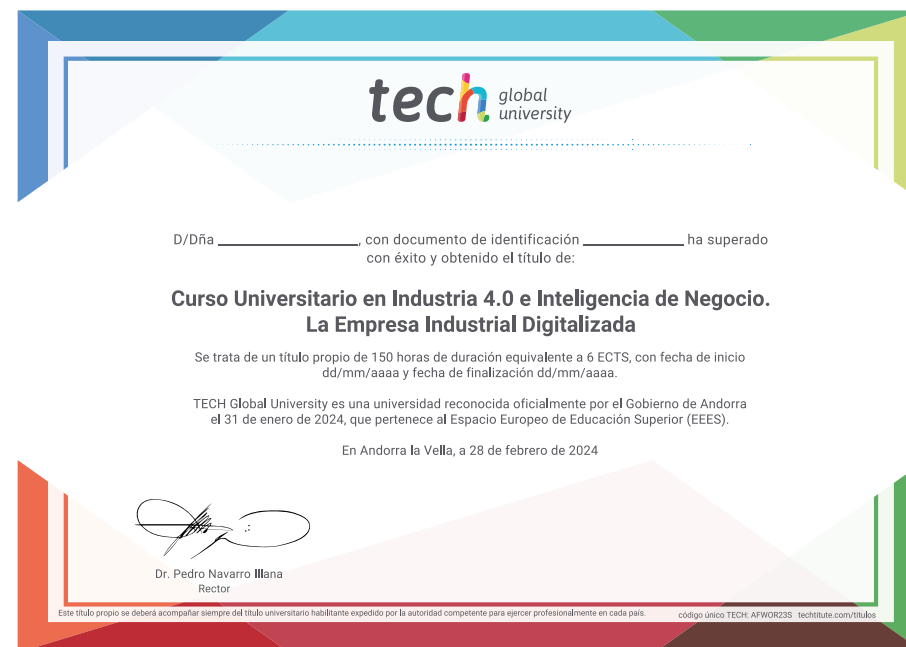 tech global
university
D/Dña ____________________, con documento de identificación ______________ ha superado
con éxito y obtenido el título de:
Curso Universitario en Industria 4.0 e Inteligencia de Negocio.
La Empresa Industrial Digitalizada
Se trata de un título propio de 150 horas de duración equivalente a 6 ECTS, con fecha de inicio
dd/mm/aaaa y fecha de finalización dd/mm/aaaa.
TECH Global University es una universidad reconocida oficialmente por el Gobierno de Andorra
el 31 de enero de 2024, que pertenece al Espacio Europeo de Educación Superior (EEES).
En Andorra la Vella, a 28 de febrero de 2024
Dr. Pedro Navarro Illana
Rector
Este título propio se deberá acompañar siempre del título universitario habilitante expedido por la autoridad competente para ejercer profesionalmente en cada país.
código único TECH: AFWOR23S techtitute.com/titulos